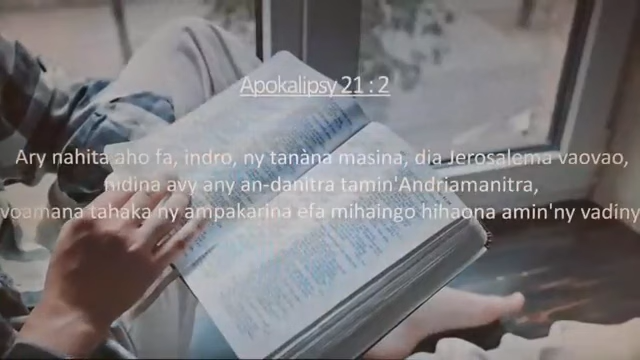 Apokalipsy 21 : 2
Ary nahita aho fa, indro, ny tanàna masina, dia Jerosalema vaovao,
nidina avy any an-danitra tamin'Andriamanitra,
voamana tahaka ny ampakarina efa mihaingo hihaona amin'ny vadiny